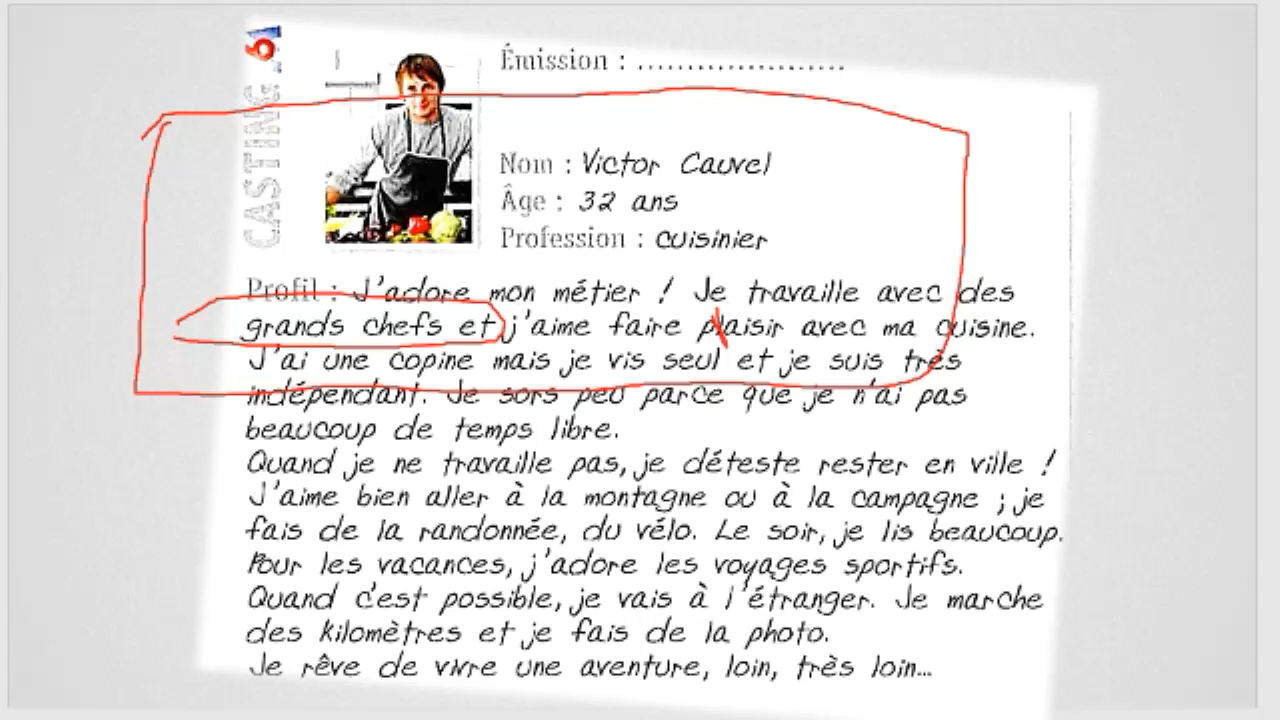 CASTING
Émission : ........................
Nom : Victor Cauvel
Âge : 32 ans
Profession : cuisinier
Profil : J'adore mon métier ! Je travaille avec des
grands chefs et j'aime faire plaisir avec ma cuisine.
J'ai une copine mais je vis seul et je suis très
indépendant. Je sors peu parce que je n'ai pas
beaucoup de temps libre.
Quand je ne travaille pas, je déteste rester en ville !
J'aime bien aller à la montagne ou à la campagne ; je
fais de la randonnée, du vélo. Le soir, je lis beaucoup.
Pour les vacances, j'adore les voyages sportifs.
Quand c'est possible, je vais à l'étranger. Je marche
des kilomètres et je fais de la photo.
Je rêve de vivre une aventure, loin, très loin...